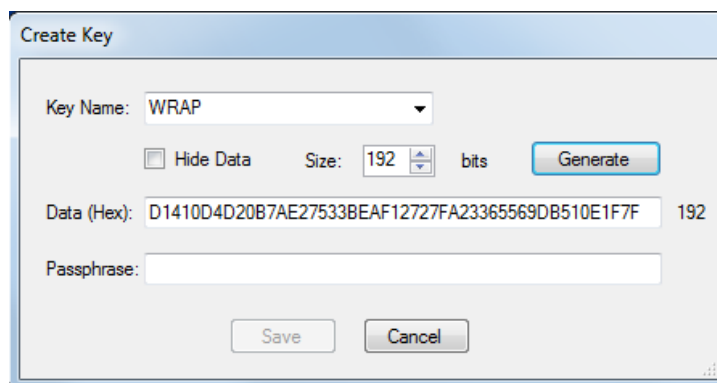 Create Key
Key Name: WRAP
Hide Data Size: 192 bits Generate
Data (Hex): D1410D4D20B7AE27533BEAF12727FA23365569DB510E1F7F 192
Passphrase:
Save Cancel